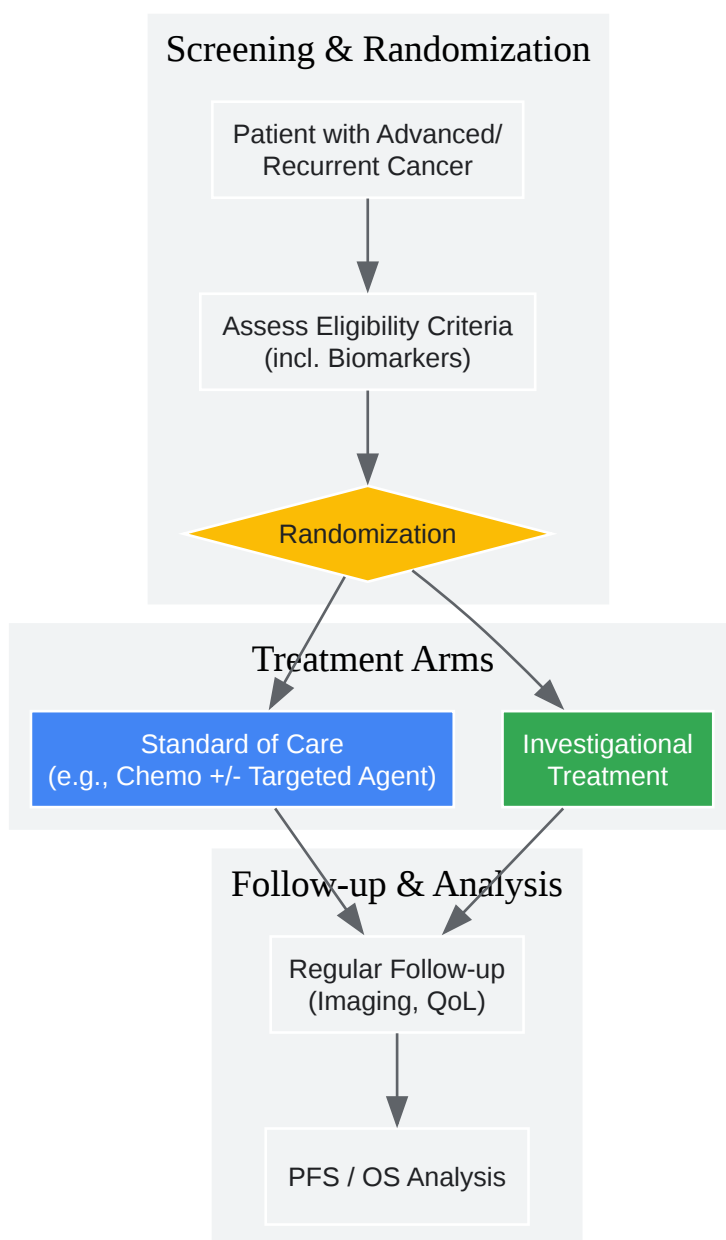 Screening & Randomization
Patient with Advanced/
Recurrent Cancer
Assess Eligibility Criteria
(incl. Biomarkers)
Randomization
Treatment Arms
Standard of Care
(e.g., Chemo +/- Targeted Agent)
Investigational
Treatment
Follow-up & Analysis
Regular Follow-up
(Imaging, QoL)
PFS / OS Analysis